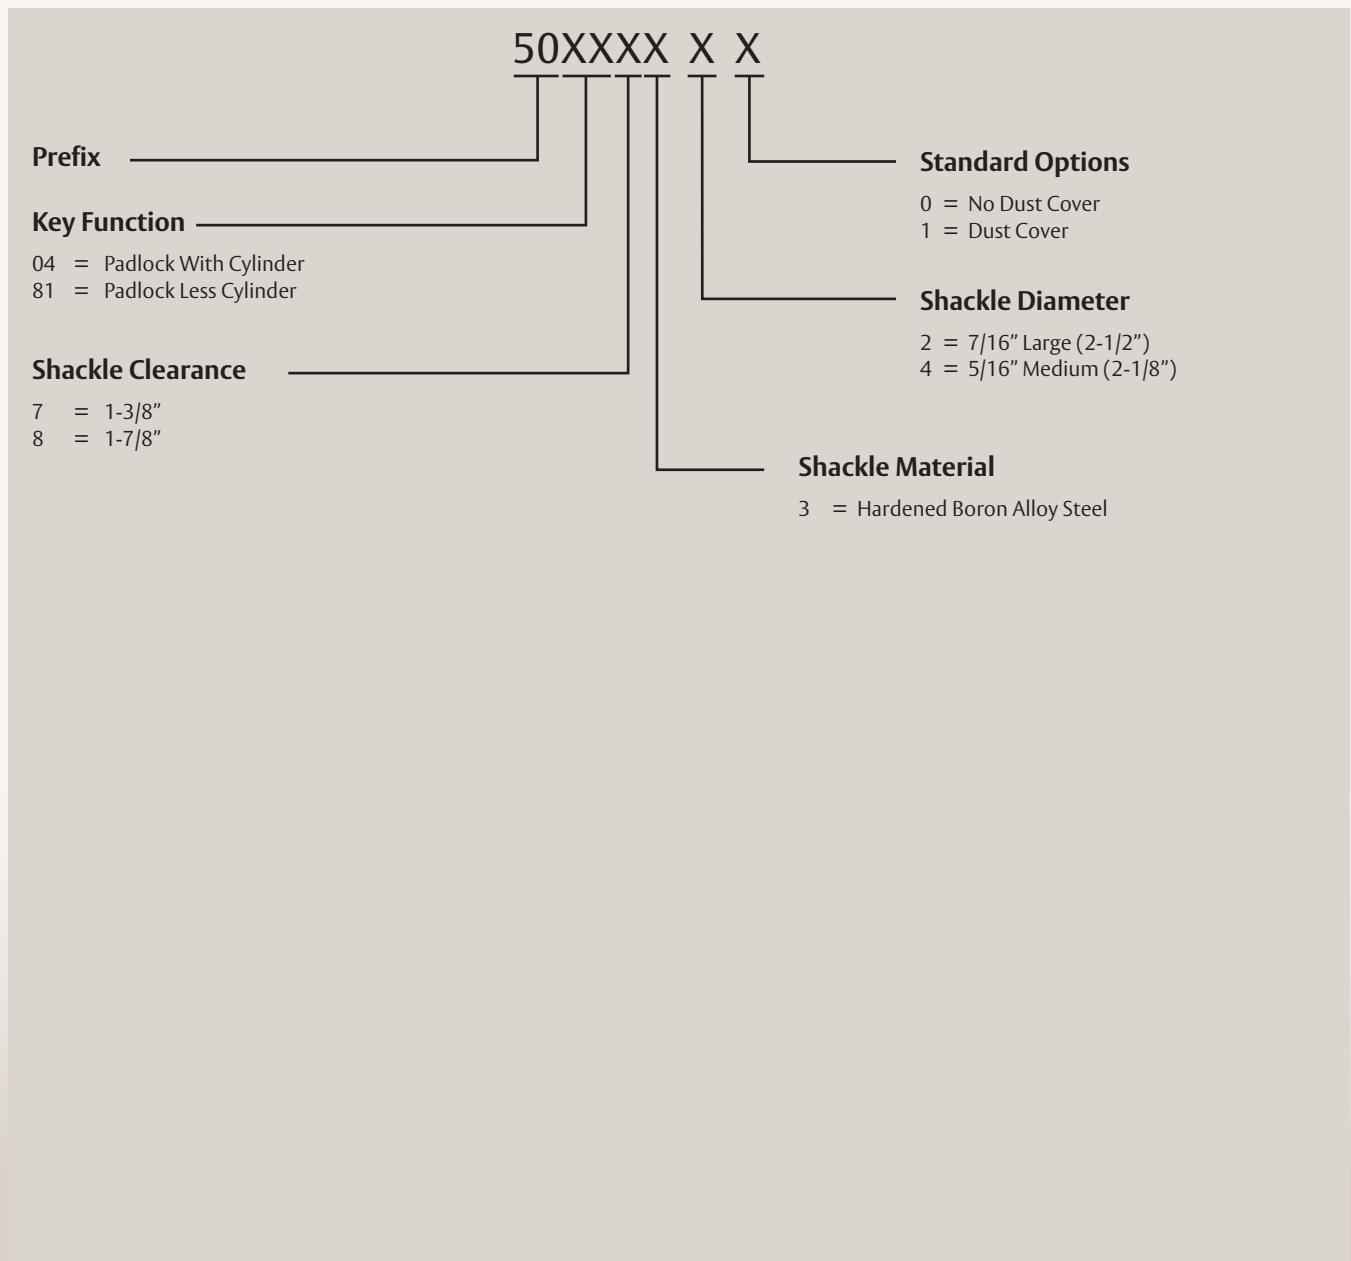 50XXXX X X
Prefix
Key Function
04 = Padlock With Cylinder
81 = Padlock Less Cylinder
Shackle Clearance
7 = 1-3/8”
8 = 1-7/8”
Standard Options
0 = No Dust Cover
1 = Dust Cover
Shackle Diameter
2 = 7/16” Large (2-1/2”)
4 = 5/16” Medium (2-1/8”)
Shackle Material
3 = Hardened Boron Alloy Steel